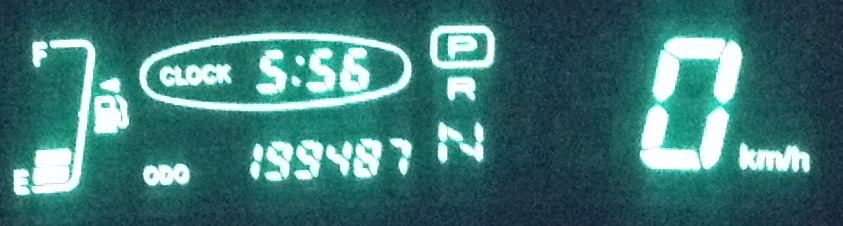 F
CLOCK 5:56
P
R
N
E
ODO 199487
0 km/h